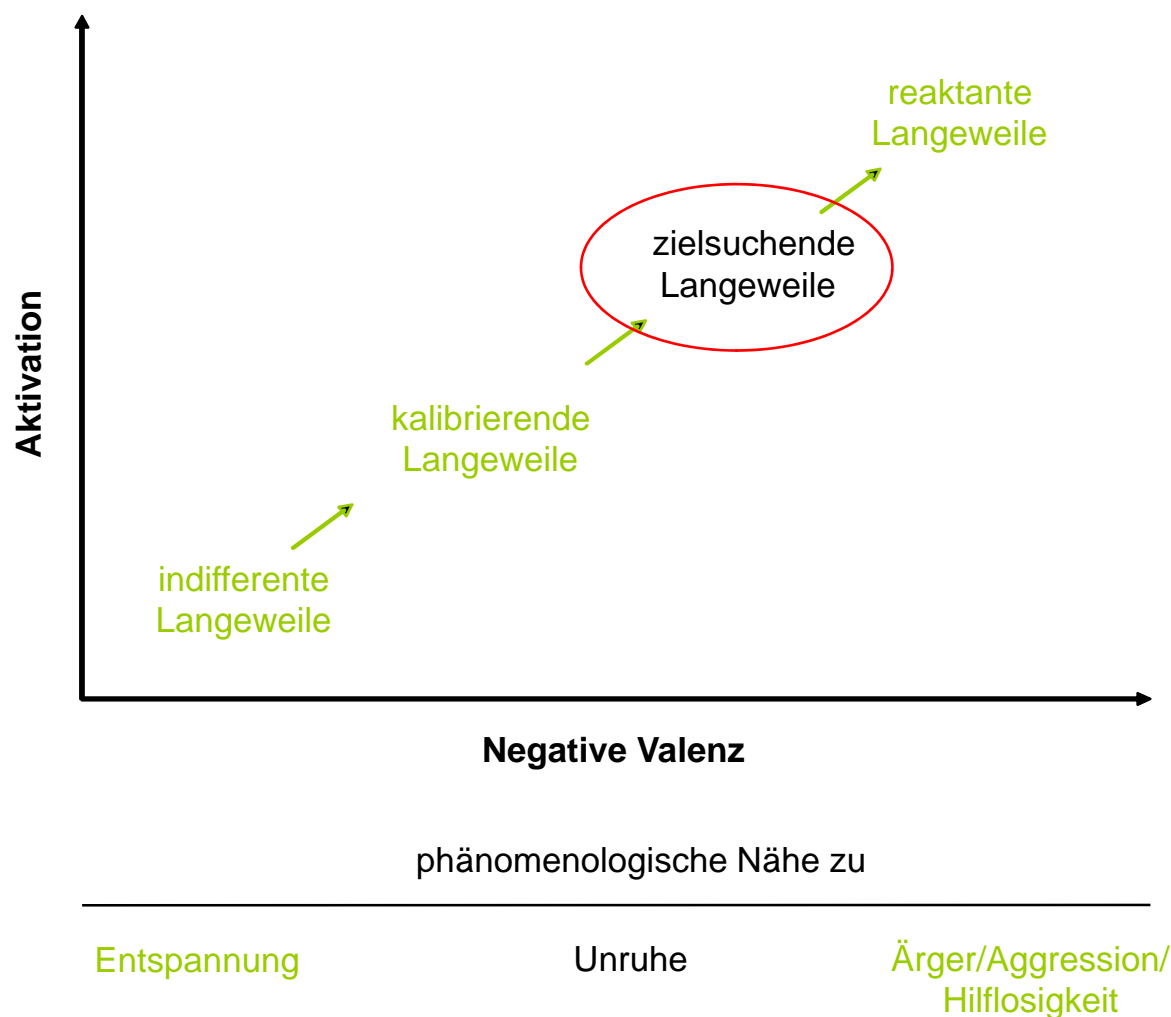 reaktante
Langeweile
zielsuchende
Langeweile
Aktivation
kalibrierende
Langeweile
indifferente
Langeweile
Negative Valenz
phänomenologische Nähe zu
Entspannung
Unruhe
Ärger/Aggression/
Hilflosigkeit